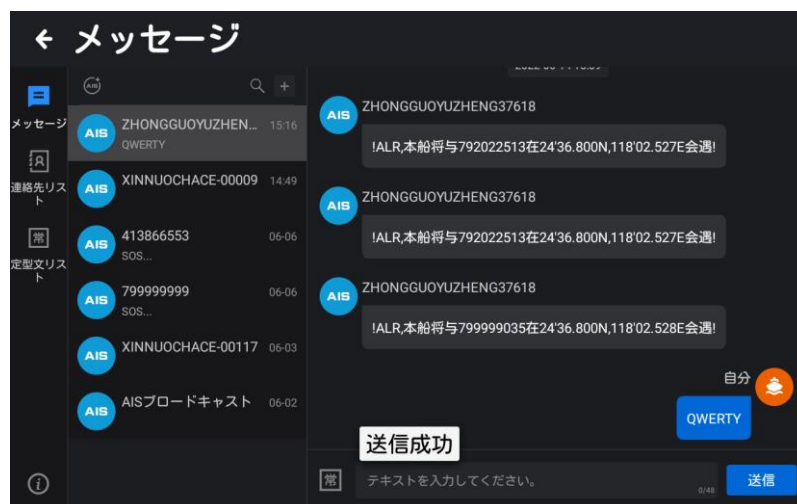 メッセージ
メッセージ
連絡先リス
ト
常
定型文リス
ト
AIS
AIS
ZHONGGUOYUZHEN... 15:16
QWERTY
AIS
XINNUOCHACE-00009 14:49
AIS
413866553 06-06
SOS...
AIS
799999999 06-06
SOS...
AIS
XINNUOCHACE-00117 06-03
AIS
AISブロードキャスト 06-02
AIS
ZHONGGUOYUZHENG37618
!ALR,本船将与792022513在24'36.800N,118'02.527E会遇!
AIS
ZHONGGUOYUZHENG37618
!ALR,本船将与792022513在24'36.800N,118'02.527E会遇!
AIS
ZHONGGUOYUZHENG37618
!ALR,本船将与799999035在24'36.800N,118'02.528E会遇!
自分
QWERTY
送信成功
常
テキストを入力してください。
0/48
送信